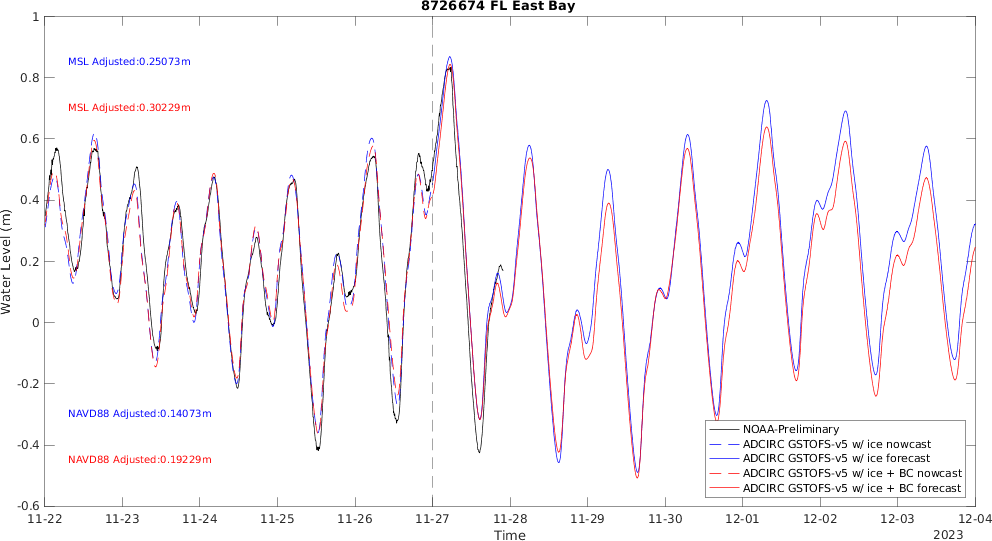 8726674 FL East Bay
MSL Adjusted:0.25073m
MSL Adjusted:0.30229m
NAVD88 Adjusted:0.14073m
NAVD88 Adjusted:0.19229m
Water Level (m)
1
0.8
0.6
0.4
0.2
0
-0.2
-0.4
-0.6
NOAA-Preliminary
ADCIRC GSTOFS-v5 w/ ice nowcast
ADCIRC GSTOFS-v5 w/ ice forecast
ADCIRC GSTOFS-v5 w/ ice + BC nowcast
ADCIRC GSTOFS-v5 w/ ice + BC forecast
11-22 11-23 11-24 11-25 11-26 11-27 11-28 11-29 11-30 12-01 12-02 12-03 12-04
Time
2023